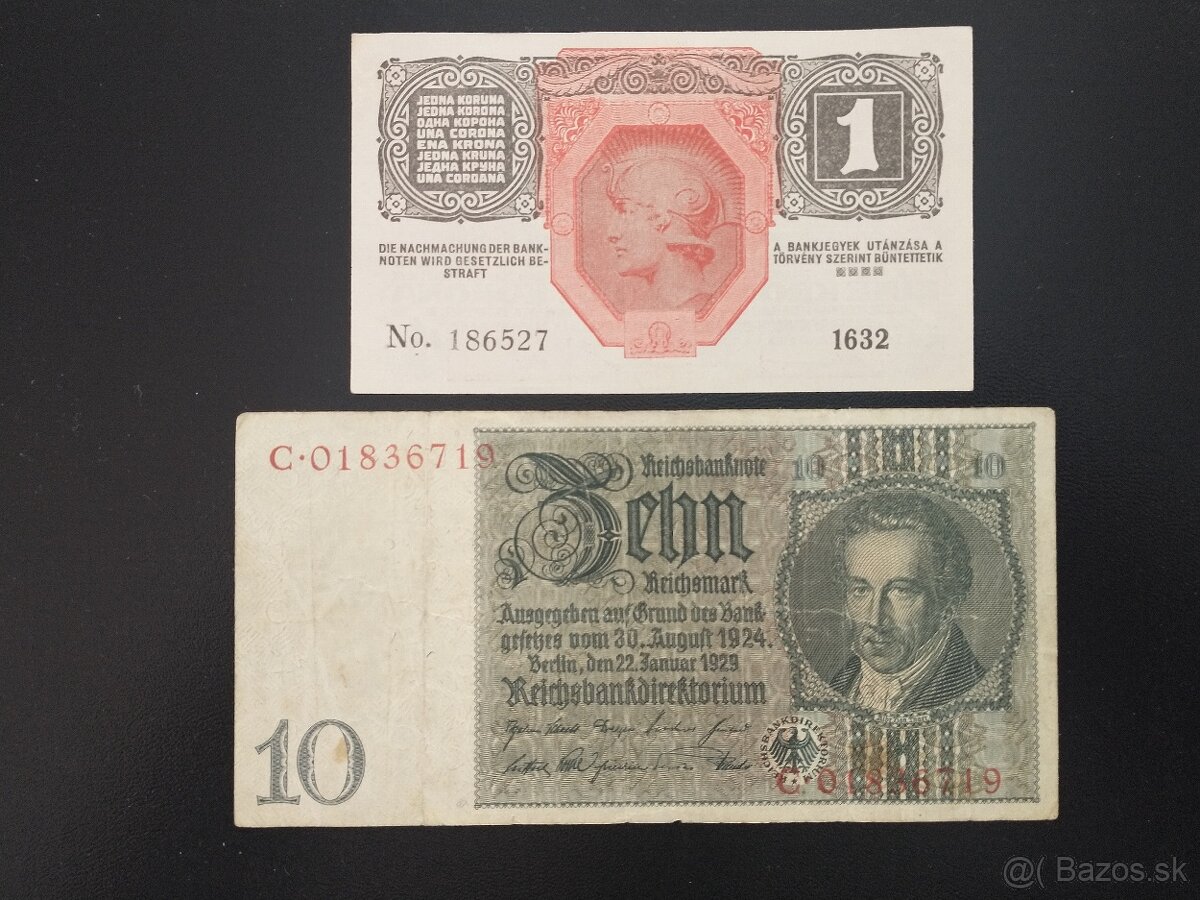 JEDNA KORUNA
JEDNA KORONA
ОДНА КОРОНА
UNA CORONA
ENA KRONA
JEDNA KRUNA
ЈЕДНА КРУНА
UNA COROANĂ
1
DIE NACHMACHUNG DER BANK-
NOTEN WIRD GESETZLICH BE-
STRAFT
A BANKJEGYEK UTÁNZÁSA A
TÖRVÉNY SZERINT BÜNTETTETIK
No. 186527
1632
C·01836719
Reichsbanknote
10
10
Zehn
Reichsmark
Ausgegeben auf Grund des Bank-
gesetzes vom 30. August 1924.
Berlin, den 22. Januar 1929
Reichsbankdirektorium
REICHSBANKDIREKTORIUM
10
C·01836719
@( Bazos.sk